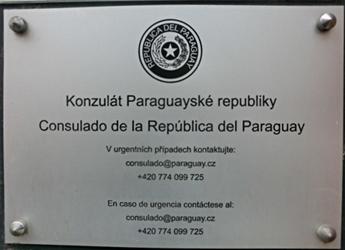 REPUBLICA DEL PARAGUAY
Konzulát Paraguayské republiky
Consulado de la República del Paraguay
V urgentních případech kontaktujte:
consulado@paraguay.cz
+420 774 099 725
En caso de urgencia contáctese al:
consulado@paraguay.cz
+420 774 099 725